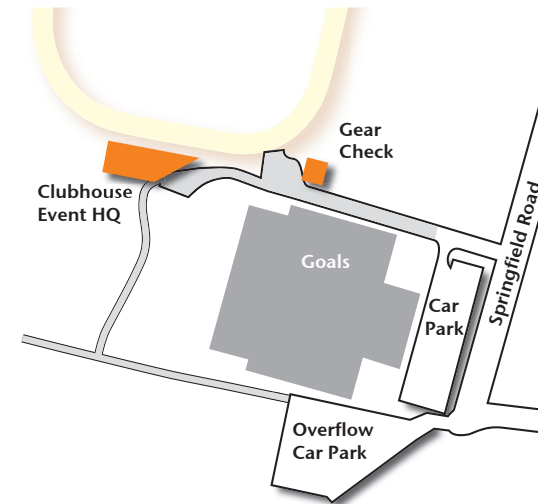 Gear
Check
Clubhouse
Event HQ
Goals
Springfield Road
Car
Park
Overflow
Car Park